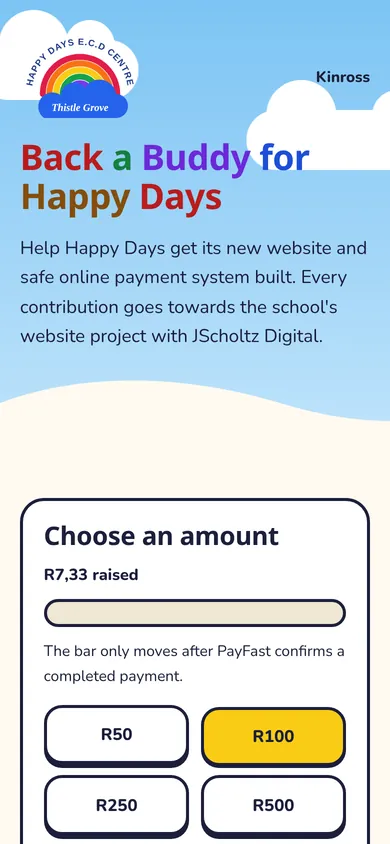 HAPPY DAYS E.C.D CENTRE
Thistle Grove
Kinross
Back a Buddy for
Happy Days
Help Happy Days get its new website and
safe online payment system built. Every
contribution goes towards the school's
website project with JScholtz Digital.
Choose an amount
R7,33 raised
The bar only moves after PayFast confirms a
completed payment.
R50
R100
R250
R500